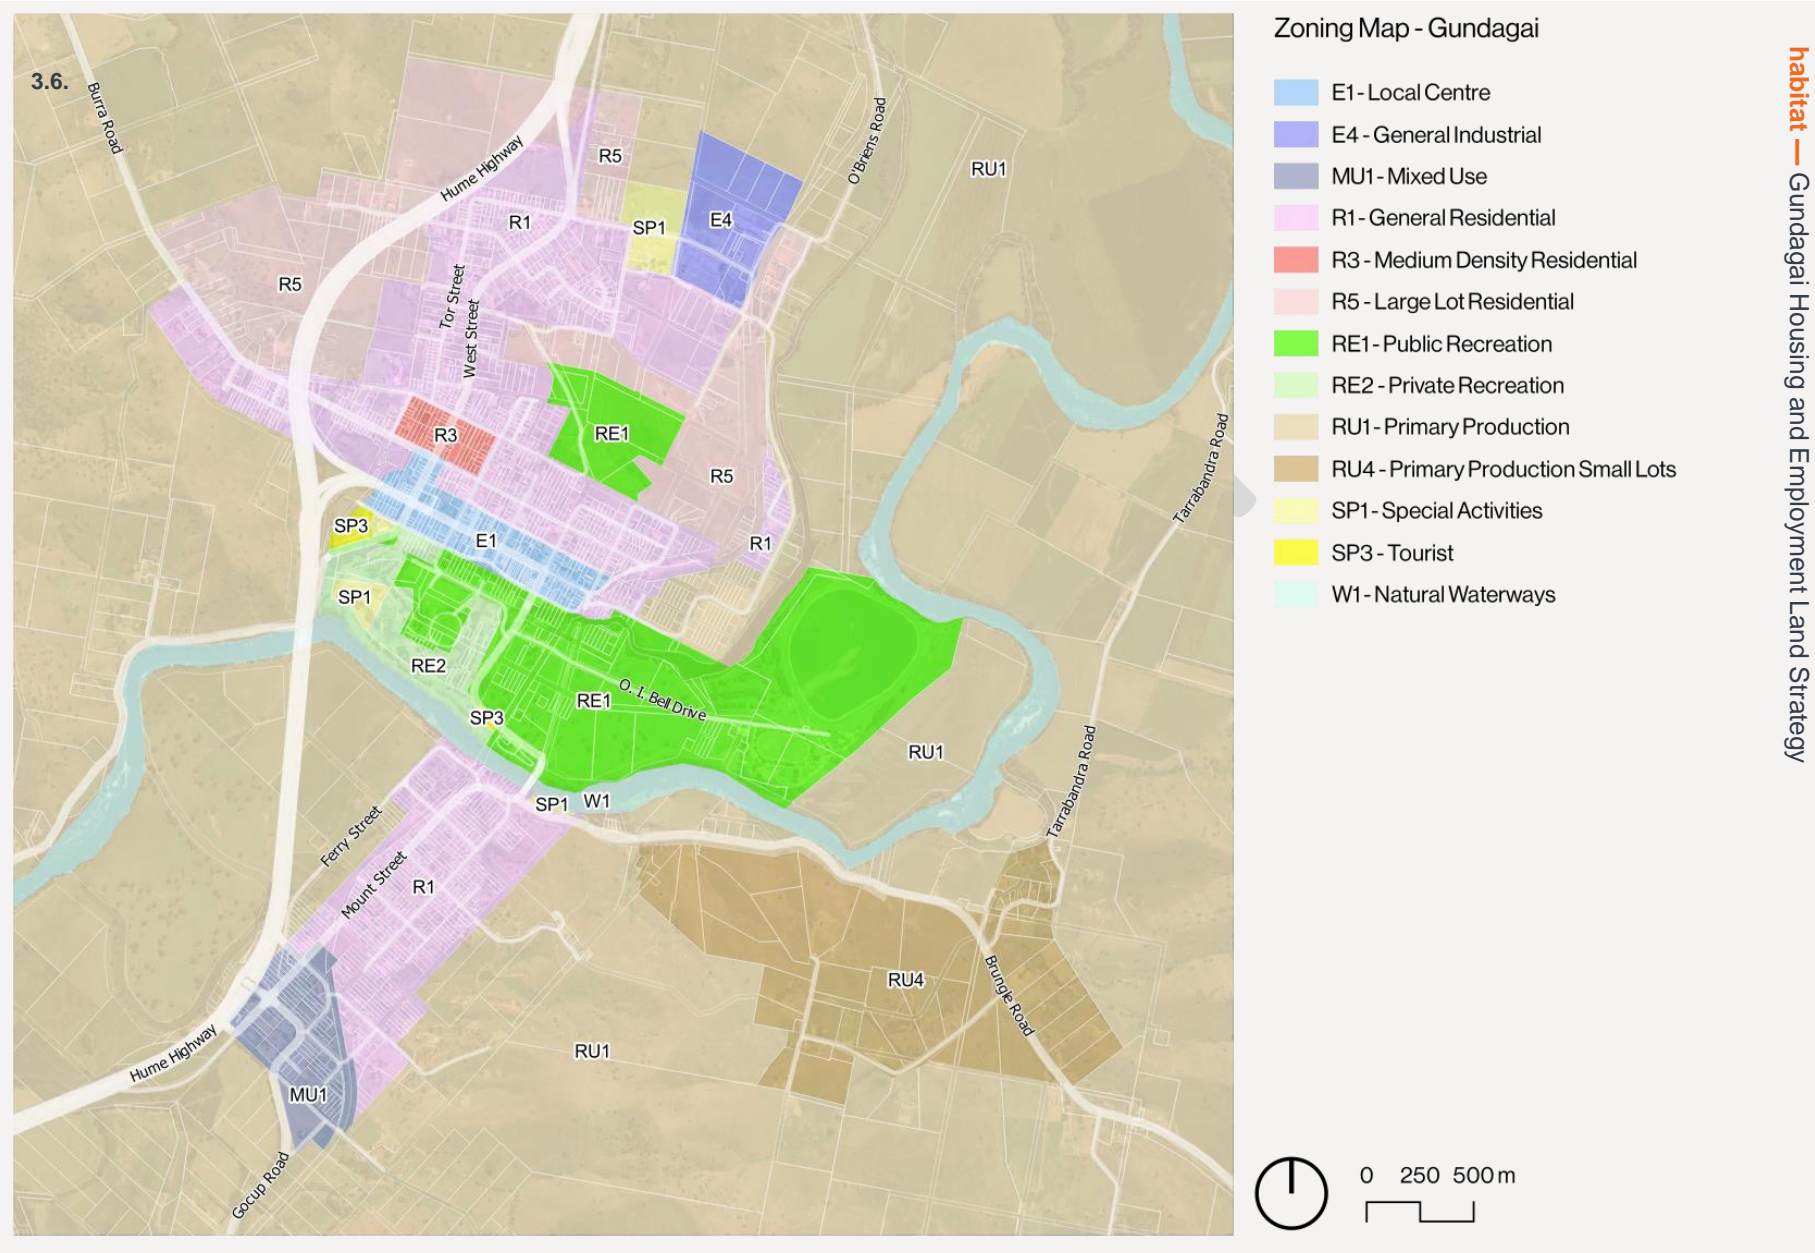 3.6.
Burra Road
Hume Highway
O'Briens Road
R5
RU1
R1
SP1
E4
R5
Tor Street
West Street
R3
RE1
R5
Tarrabandra Road
SP3
E1
R1
SP1
RE2
RE1
O. I. Bell Drive
SP3
RU1
Tarrabandra Road
SP1
W1
Ferry Street
Mount Street
R1
RU4
Brungle Road
Hume Highway
RU1
MU1
Gocup Road
Zoning Map - Gundagai
E1 - Local Centre
E4 - General Industrial
MU1 - Mixed Use
R1 - General Residential
R3 - Medium Density Residential
R5 - Large Lot Residential
RE1 - Public Recreation
RE2 - Private Recreation
RU1 - Primary Production
RU4 - Primary Production Small Lots
SP1 - Special Activities
SP3 - Tourist
W1 - Natural Waterways
0 250 500 m
habitat — Gundagai Housing and Employment Land Strategy